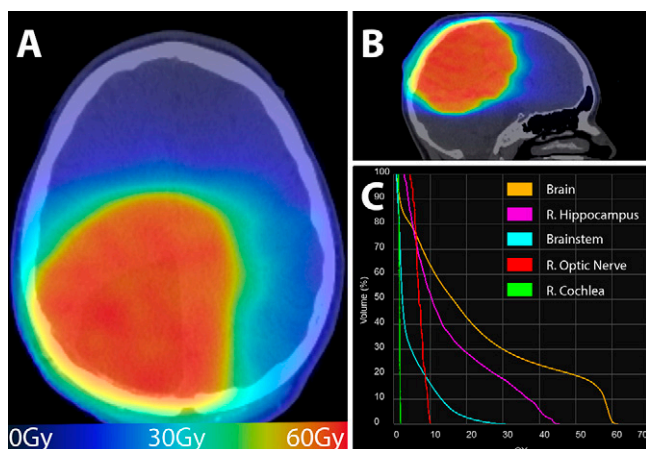 A
0Gy 30Gy 60Gy
B
C
Brain
R. Hippocampus
Brainstem
R. Optic Nerve
R. Cochlea
Volume (%)
100
90
80
70
60
50
40
30
20
10
0
0 10 20 30 40 50 60 70